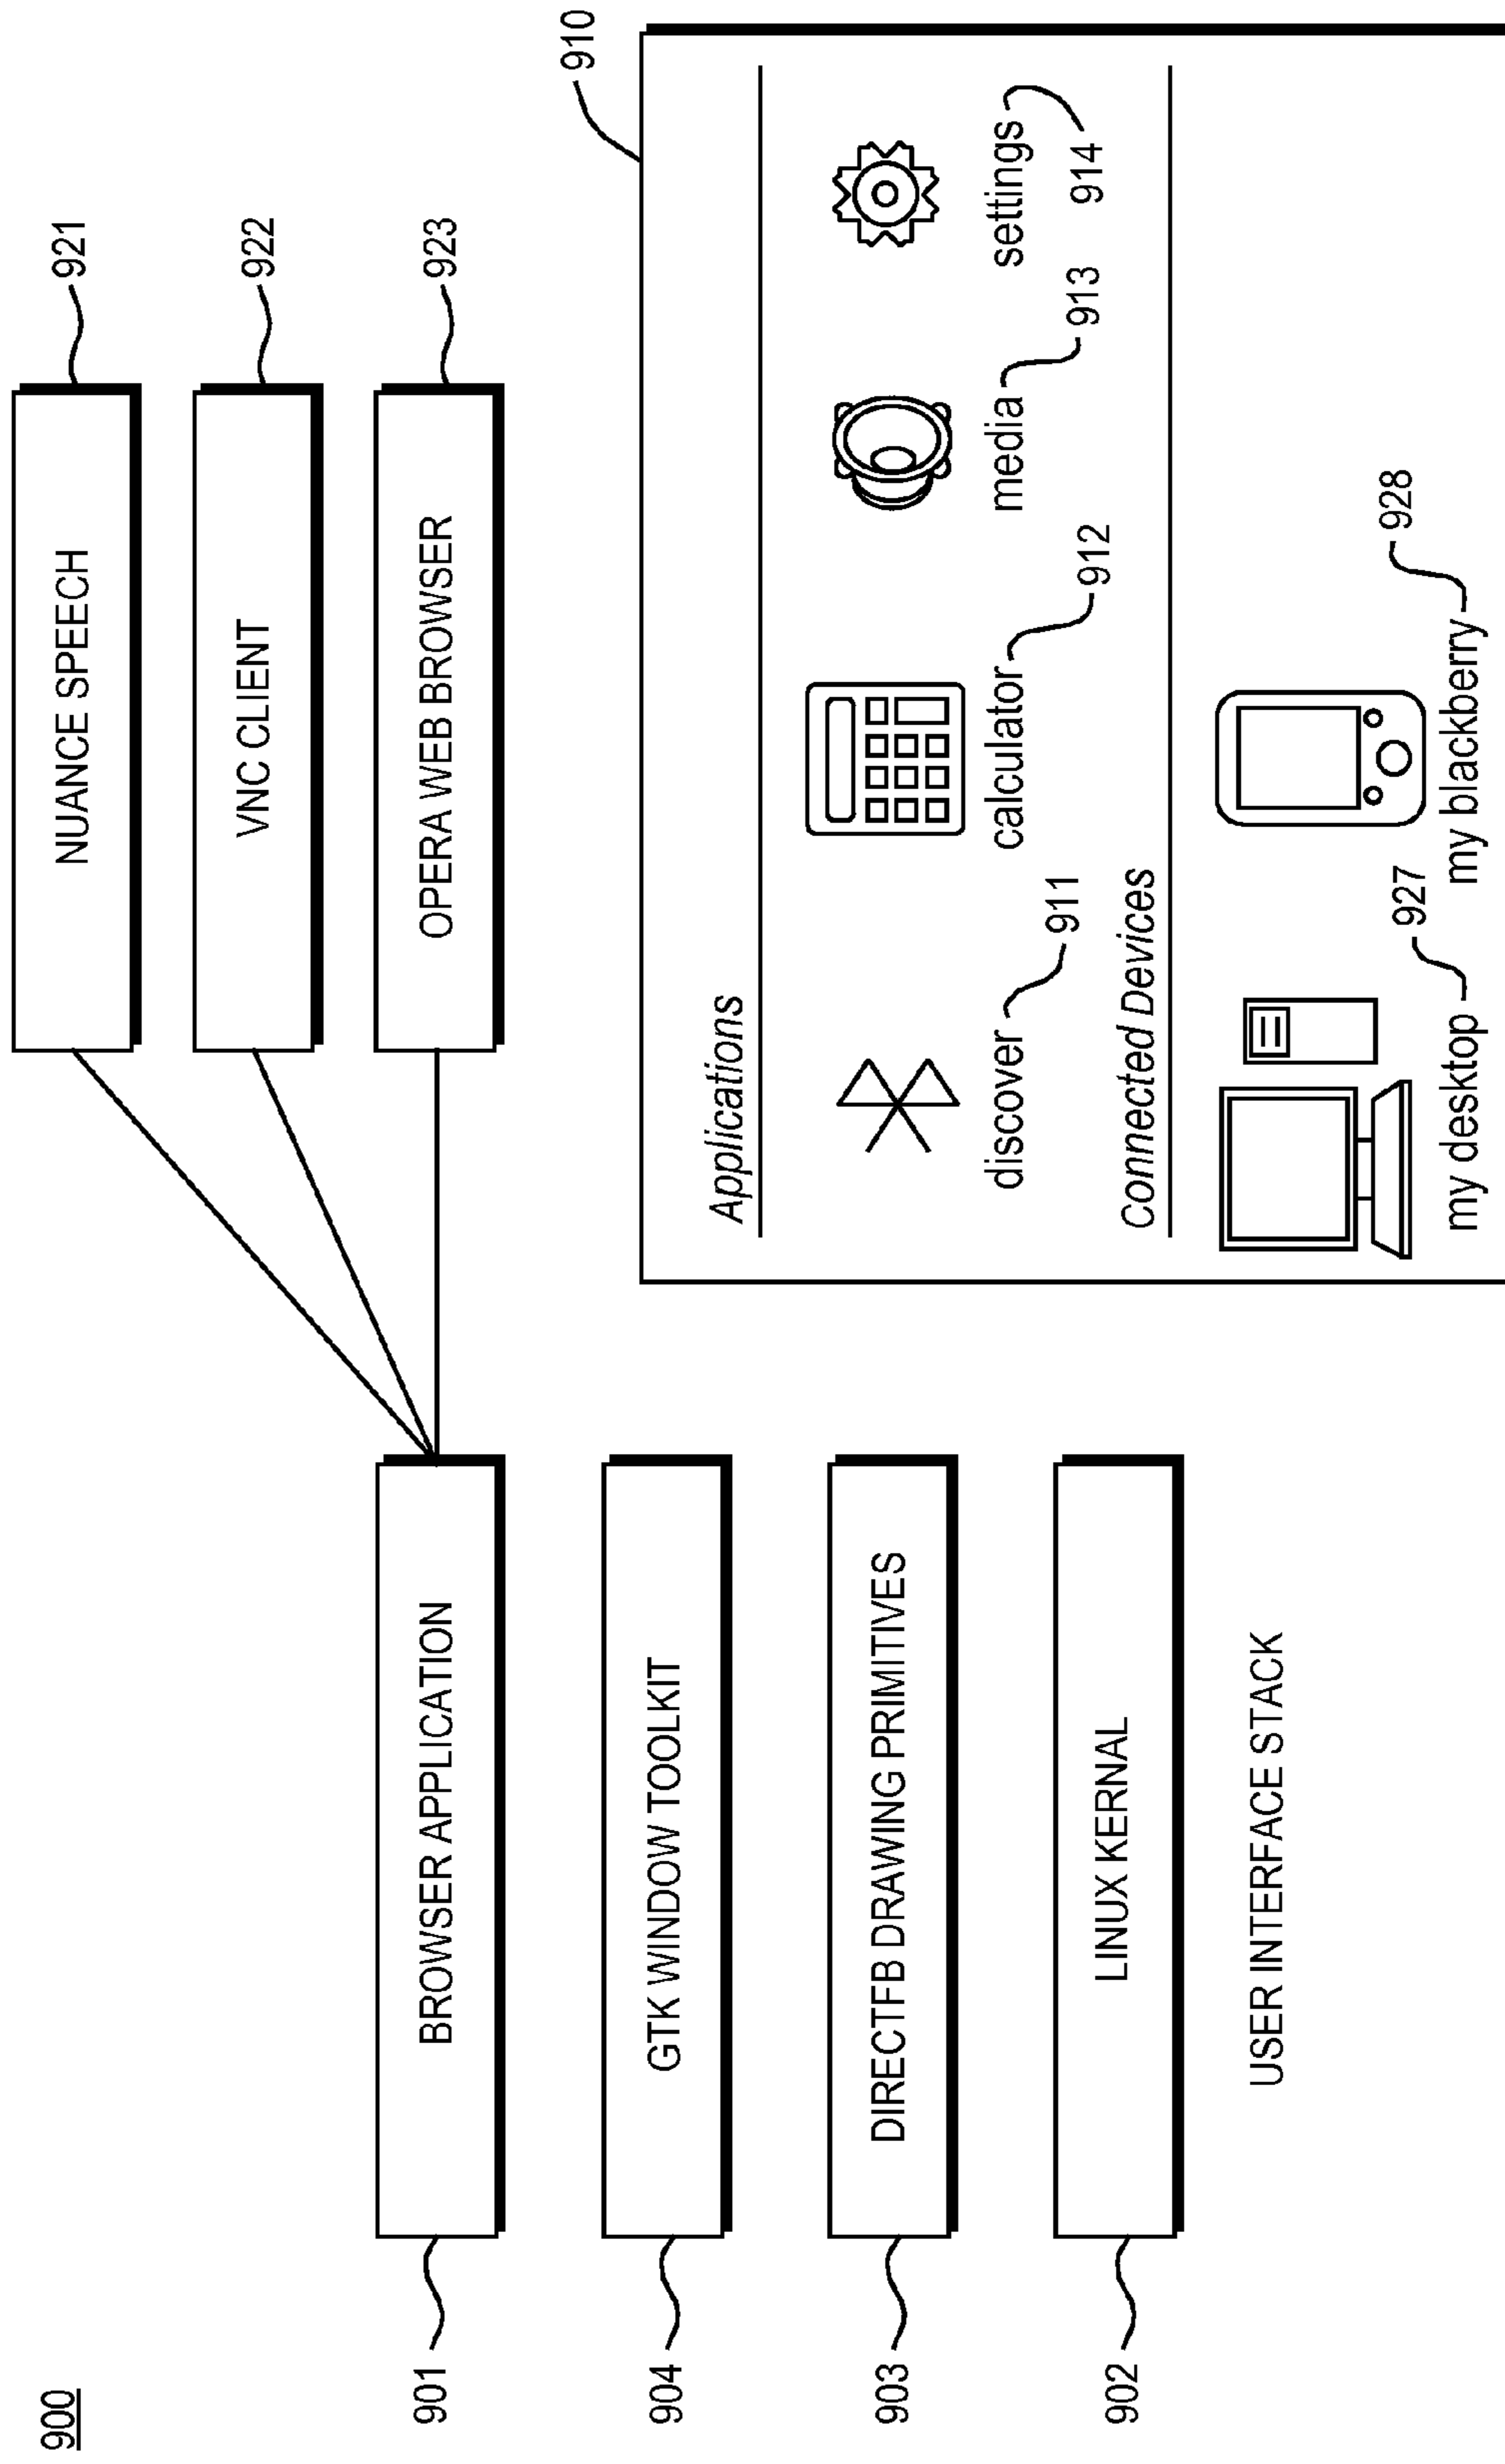 900
NUANCE SPEECH
921
VNC CLIENT
922
OPERA WEB BROWSER
923
901
BROWSER APPLICATION
904
GTK WINDOW TOOLKIT
903
DIRECTFB DRAWING PRIMITIVES
902
LINUX KERNAL
USER INTERFACE STACK
910
Applications
discover
calculator
media
settings
911
912
913
914
Connected Devices
927
928
my desktop
my blackberry